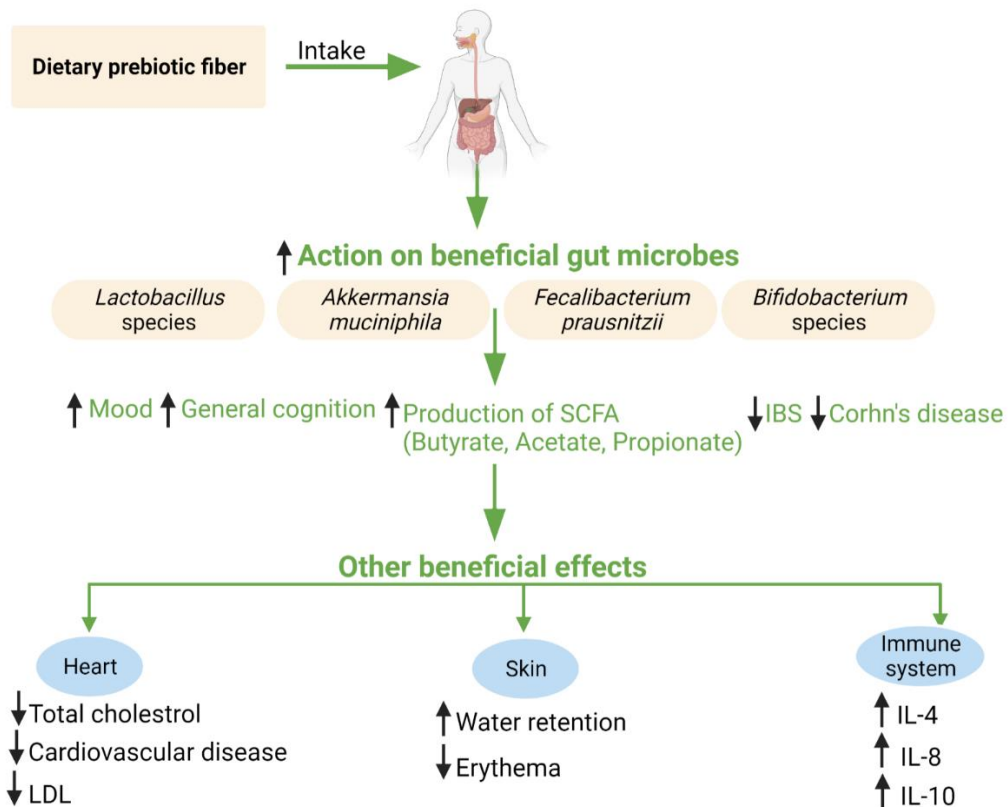 Dietary prebiotic fiber
Intake
Action on beneficial gut microbes
Lactobacillus
species
Akkermansia
muciniphila
Fecalibacterium
prausnitzii
Bifidobacterium
species
Mood
General cognition
Production of SCFA
(Butyrate, Acetate, Propionate)
IBS
Corhn's disease
Other beneficial effects
Heart
Total cholestrol
Cardiovascular disease
LDL
Skin
Water retention
Erythema
Immune
system
IL-4
IL-8
IL-10